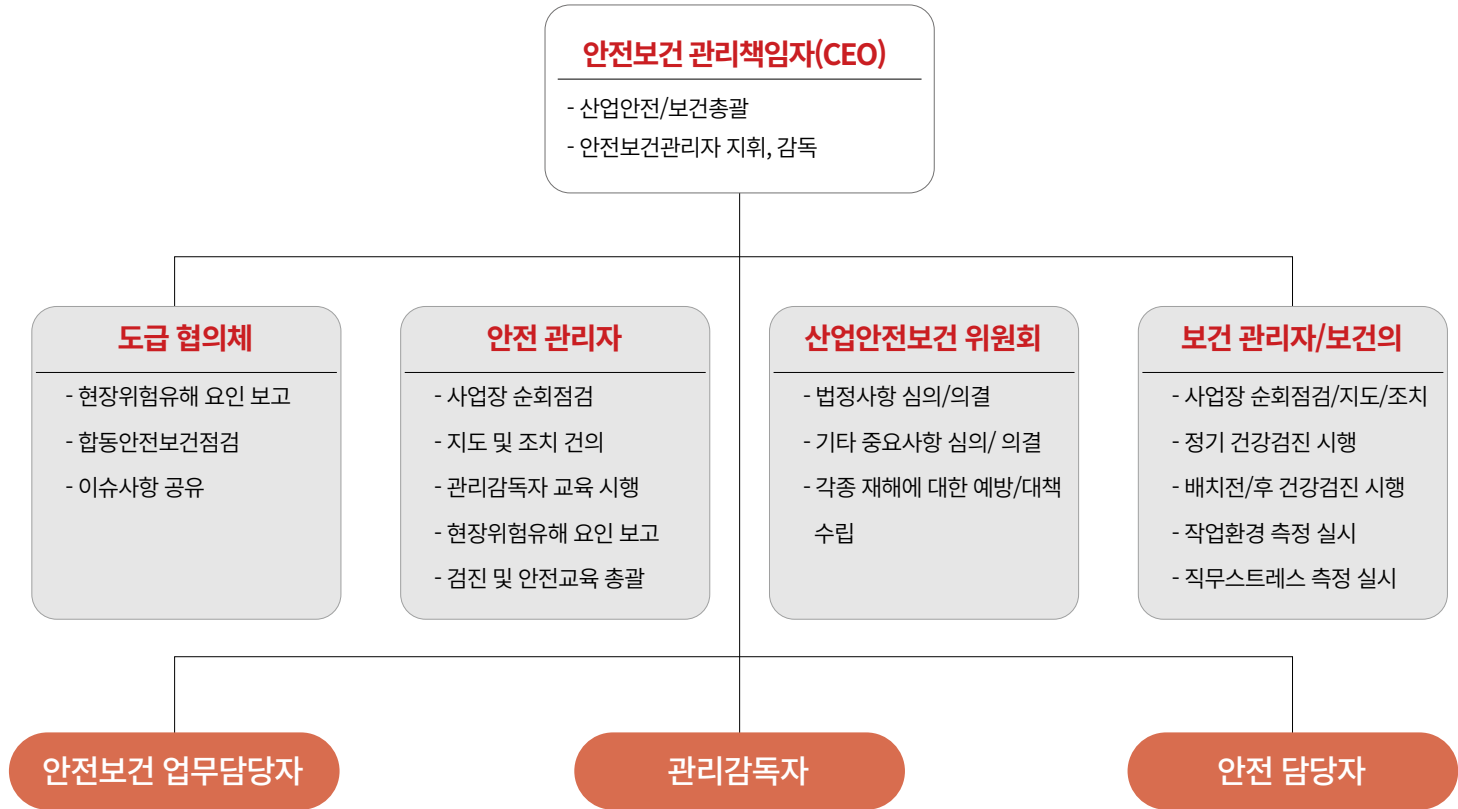 안전보건 관리책임자(CEO)
- 산업안전/보건총괄
- 안전보건관리자 지휘, 감독
도급 협의체
- 현장위험유해 요인 보고
- 합동안전보건점검
- 이슈사항 공유
안전 관리자
- 사업장 순회점검
- 지도 및 조치 건의
- 관리감독자 교육 시행
- 현장위험유해 요인 보고
- 검진 및 안전교육 총괄
산업안전보건 위원회
- 법정사항 심의/의결
- 기타 중요사항 심의/ 의결
- 각종 재해에 대한 예방/대책
수립
보건 관리자/보건의
- 사업장 순회점검/지도/조치
- 정기 건강검진 시행
- 배치전/후 건강검진 시행
- 작업환경 측정 실시
- 직무스트레스 측정 실시
안전보건 업무담당자
관리감독자
안전 담당자